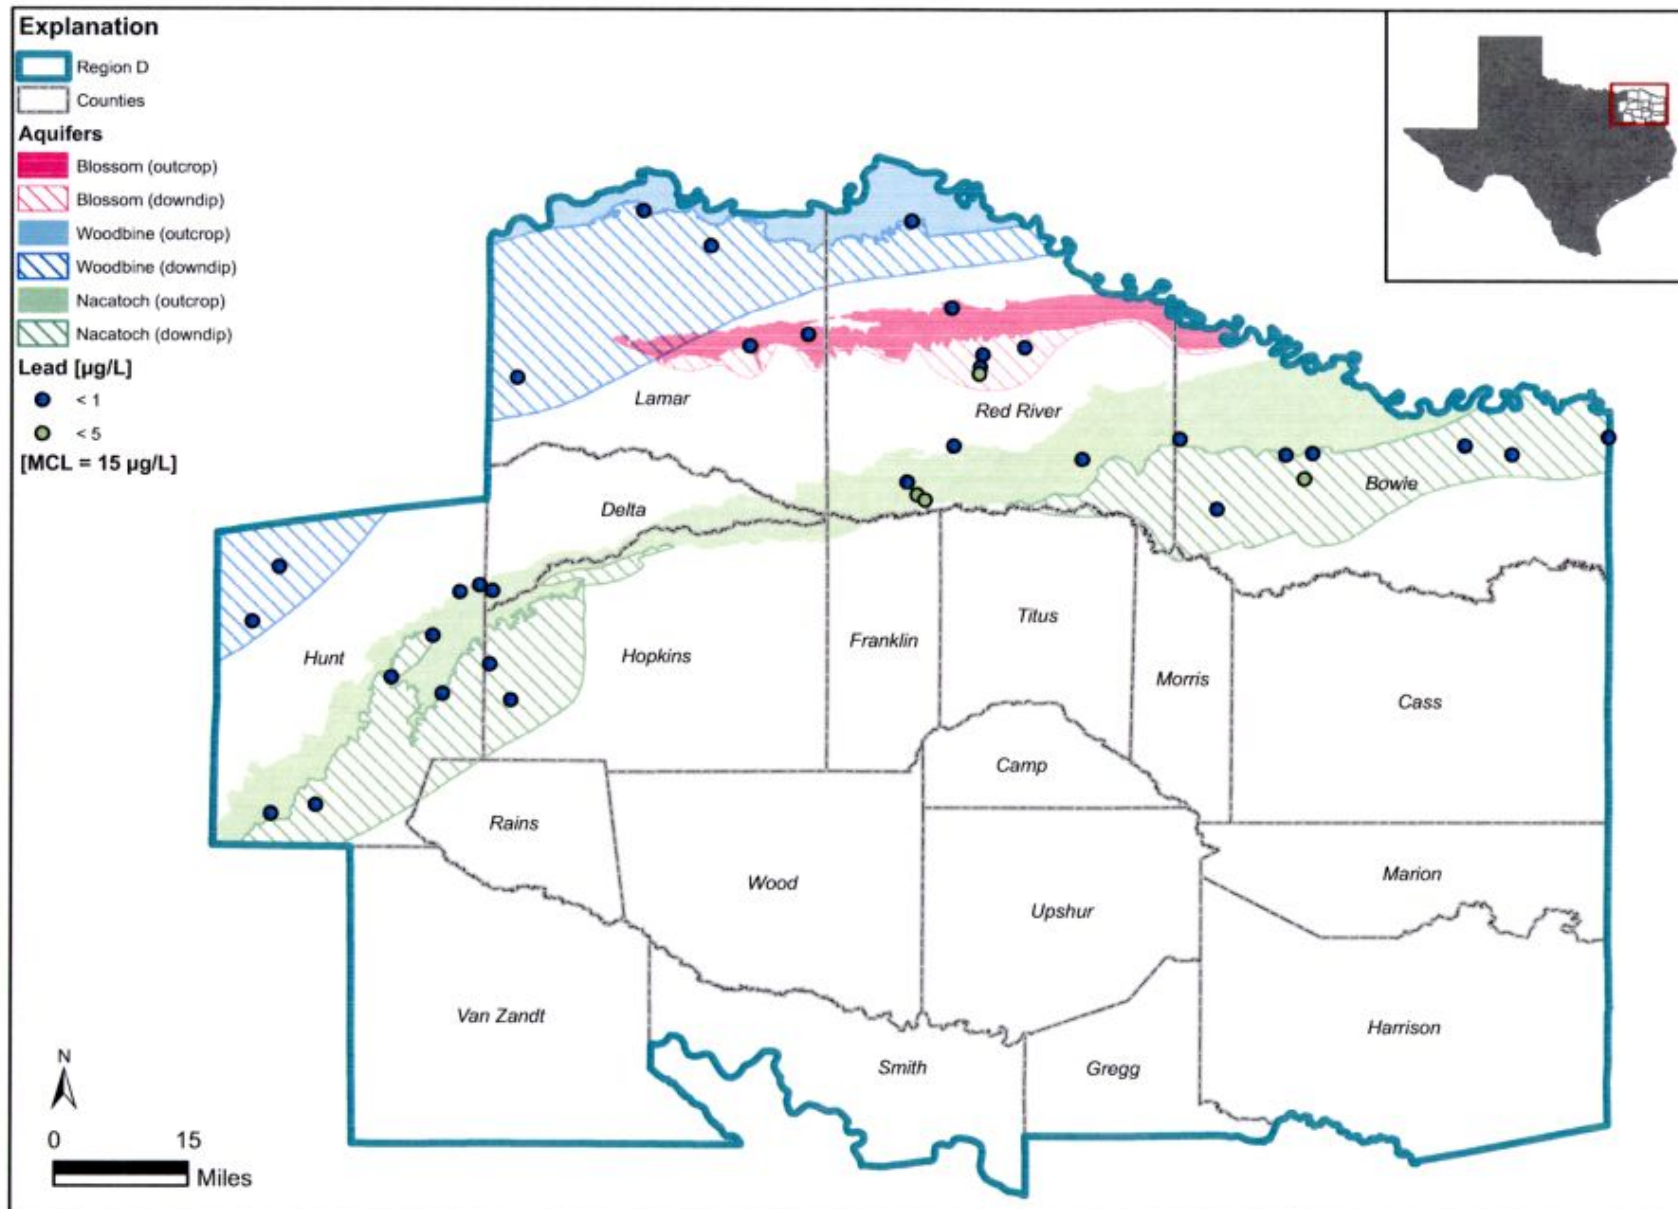 Explanation
Region D
Counties
Aquifers
Blossom (outcrop)
Blossom (downdip)
Woodbine (outcrop)
Woodbine (downdip)
Nacatoch (outcrop)
Nacatoch (downdip)
Lead [µg/L]
< 1
< 5
[MCL = 15 µg/L]
Lamar
Red River
Bowie
Delta
Hunt
Hopkins
Franklin
Titus
Morris
Cass
Camp
Rains
Wood
Upshur
Marion
Van Zandt
Smith
Gregg
Harrison
N
0 15
Miles